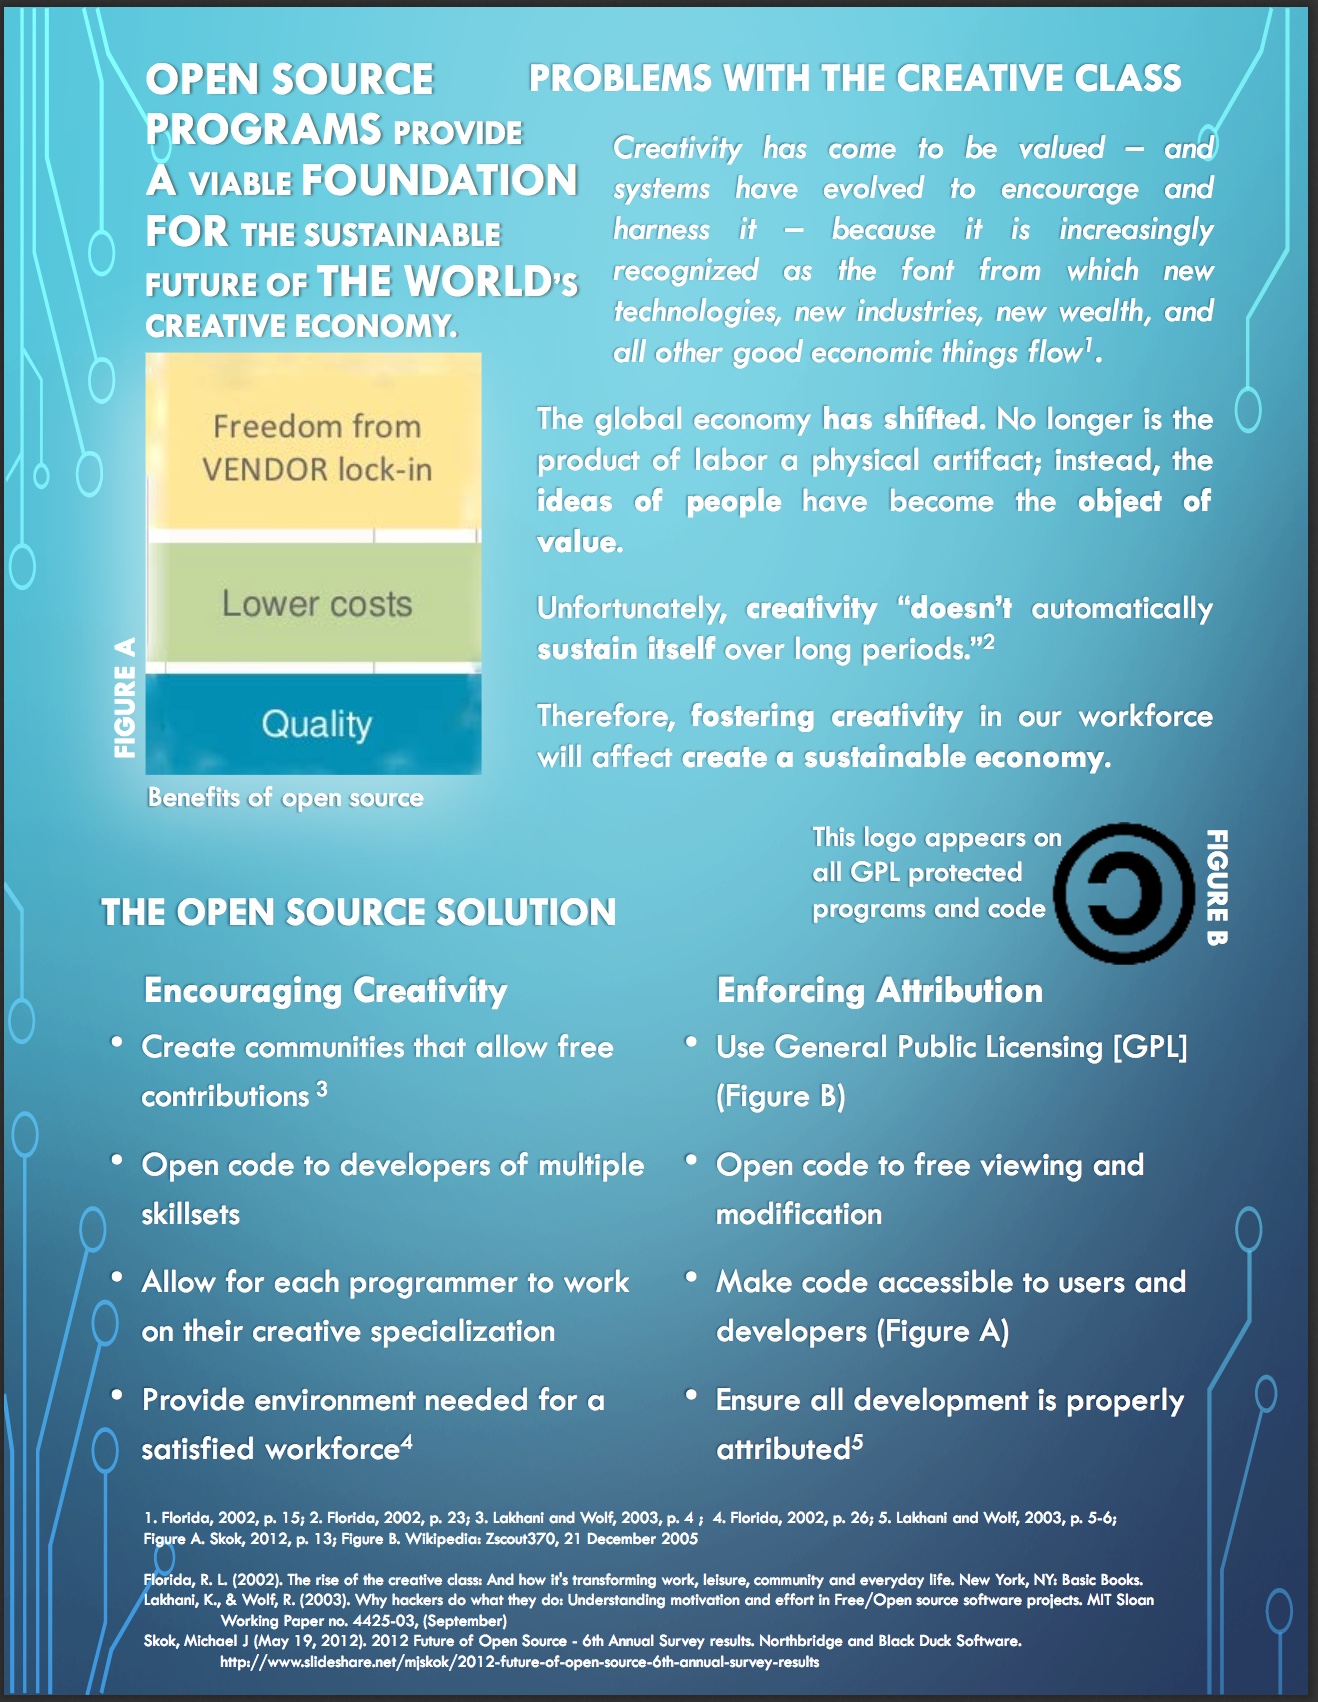 OPEN SOURCE
PROGRAMS PROVIDE
A VIABLE FOUNDATION
FOR THE SUSTAINABLE
FUTURE OF THE WORLD's
CREATIVE ECONOMY.
Freedom from
VENDOR lock-in
Lower costs
Quality
FIGURE A
Benefits of open source
PROBLEMS WITH THE CREATIVE CLASS
Creativity has come to be valued – and
systems have evolved to encourage and
harness it – because it is increasingly
recognized as the font from which new
technologies, new industries, new wealth, and
all other good economic things flow¹.
The global economy has shifted. No longer is the
product of labor a physical artifact; instead, the
ideas of people have become the object of
value.
Unfortunately, creativity “doesn’t automatically
sustain itself over long periods.”²
Therefore, fostering creativity in our workforce
will affect create a sustainable economy.
This logo appears on
all GPL protected
programs and code
FIGURE B
THE OPEN SOURCE SOLUTION
Encouraging Creativity
• Create communities that allow free
contributions ³
• Open code to developers of multiple
skillsets
• Allow for each programmer to work
on their creative specialization
• Provide environment needed for a
satisfied workforce⁴
Enforcing Attribution
• Use General Public Licensing [GPL]
(Figure B)
• Open code to free viewing and
modification
• Make code accessible to users and
developers (Figure A)
• Ensure all development is properly
attributed⁵
1. Florida, 2002, p. 15; 2. Florida, 2002, p. 23; 3. Lakhani and Wolf, 2003, p. 4 ; 4. Florida, 2002, p. 26; 5. Lakhani and Wolf, 2003, p. 5-6;
Figure A. Skok, 2012, p. 13; Figure B. Wikipedia: Zscout370, 21 December 2005
Florida, R. L. (2002). The rise of the creative class: And how it's transforming work, leisure, community and everyday life. New York, NY: Basic Books.
Lakhani, K., & Wolf, R. (2003). Why hackers do what they do: Understanding motivation and effort in Free/Open source software projects. MIT Sloan
Working Paper no. 4425-03, (September)
Skok, Michael J (May 19, 2012). 2012 Future of Open Source - 6th Annual Survey results. Northbridge and Black Duck Software.
http://www.slideshare.net/mjskok/2012-future-of-open-source-6th-annual-survey-results